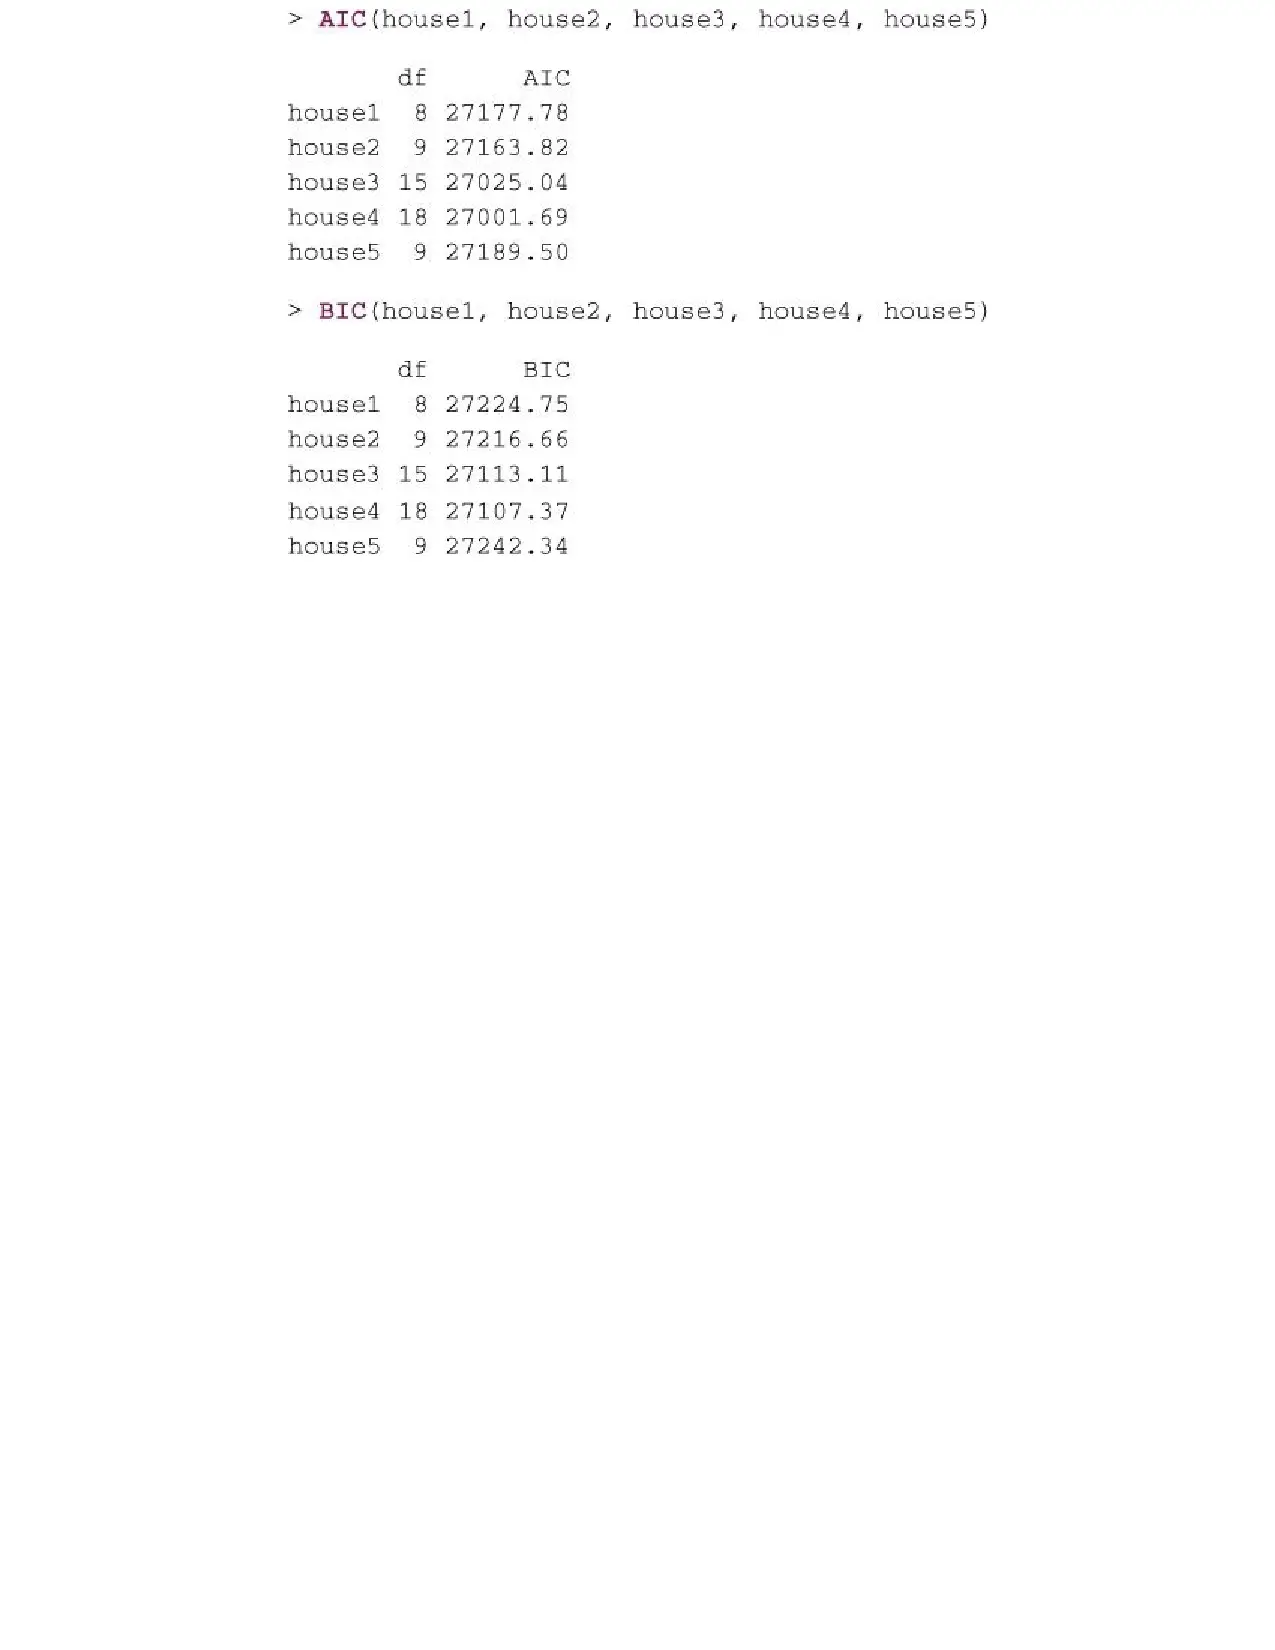 > AIC(house1, house2, house3, house4, house5)
df AIC
house1 8 27177.78
house2 9 27163.82
house3 15 27025.04
house4 18 27001.69
house5 9 27189.50
> BIC(house1, house2, house3, house4, house5)
df BIC
house1 8 27224.75
house2 9 27216.66
house3 15 27113.11
house4 18 27107.37
house5 9 27242.34